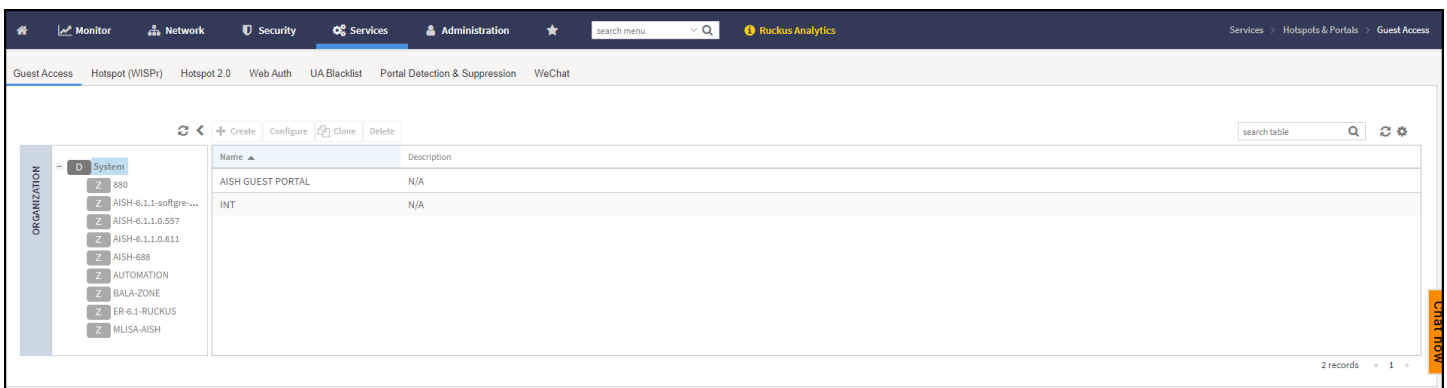 Monitor Network Security Services Administration search menu Ruckus Analytics Services > Hotspots & Portals > Guest Access
Guest Access Hotspot (WISPr) Hotspot 2.0 Web Auth UA Blacklist Portal Detection & Suppression WeChat
Create Configure Clone Delete search table
ORGANIZATION
D System
Z 880
Z AISH-6.1.1-softgre-...
Z AISH-6.1.1.0.557
Z AISH-6.1.1.0.611
Z AISH-688
Z AUTOMATION
Z BALA-ZONE
Z ER-6.1-RUCKUS
Z MLISA-AISH
Name Description
AISH GUEST PORTAL N/A
INT N/A
2 records « 1 »
Chat now